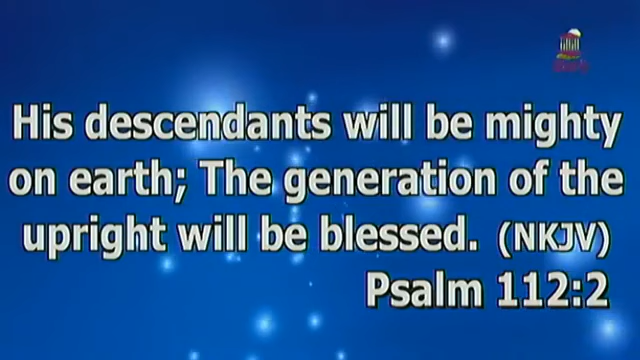 His descendants will be mighty
on earth; The generation of the
upright will be blessed. (NKJV)
Psalm 112:2